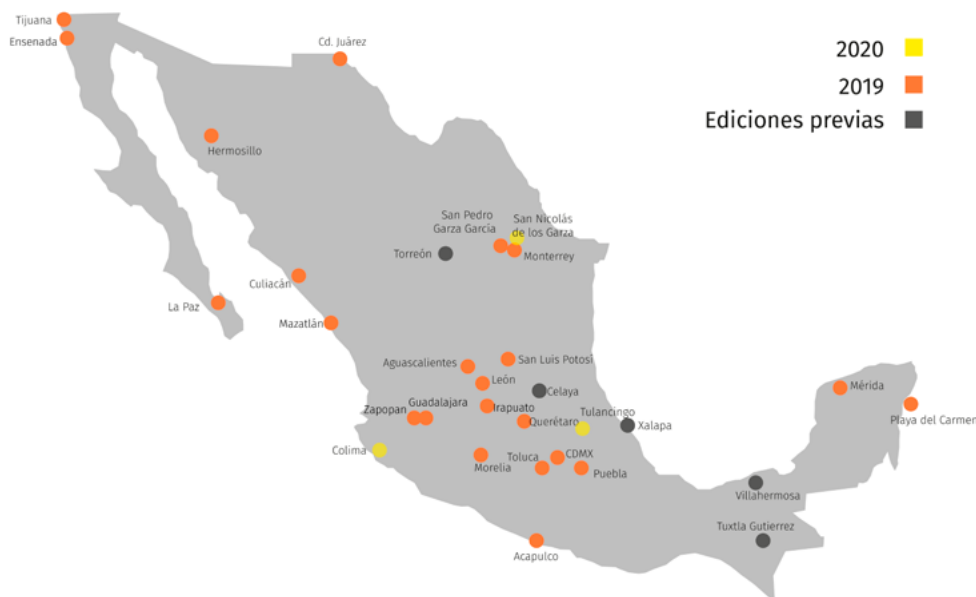 Tijuana
Ensenada
Cd. Juárez
2020
2019
Ediciones previas
Hermosillo
San Pedro
Garza García
San Nicolás
de los Garza
Torreón
Monterrey
Culiacán
La Paz
Mazatlán
Aguascalientes
San Luis Potosí
León
Celaya
Mérida
Zapopan
Guadalajara
Irapuato
Querétaro
Tulancingo
Xalapa
Playa del Carmen
Colima
Morelia
Toluca
CDMX
Puebla
Villahermosa
Tuxtla Gutierrez
Acapulco